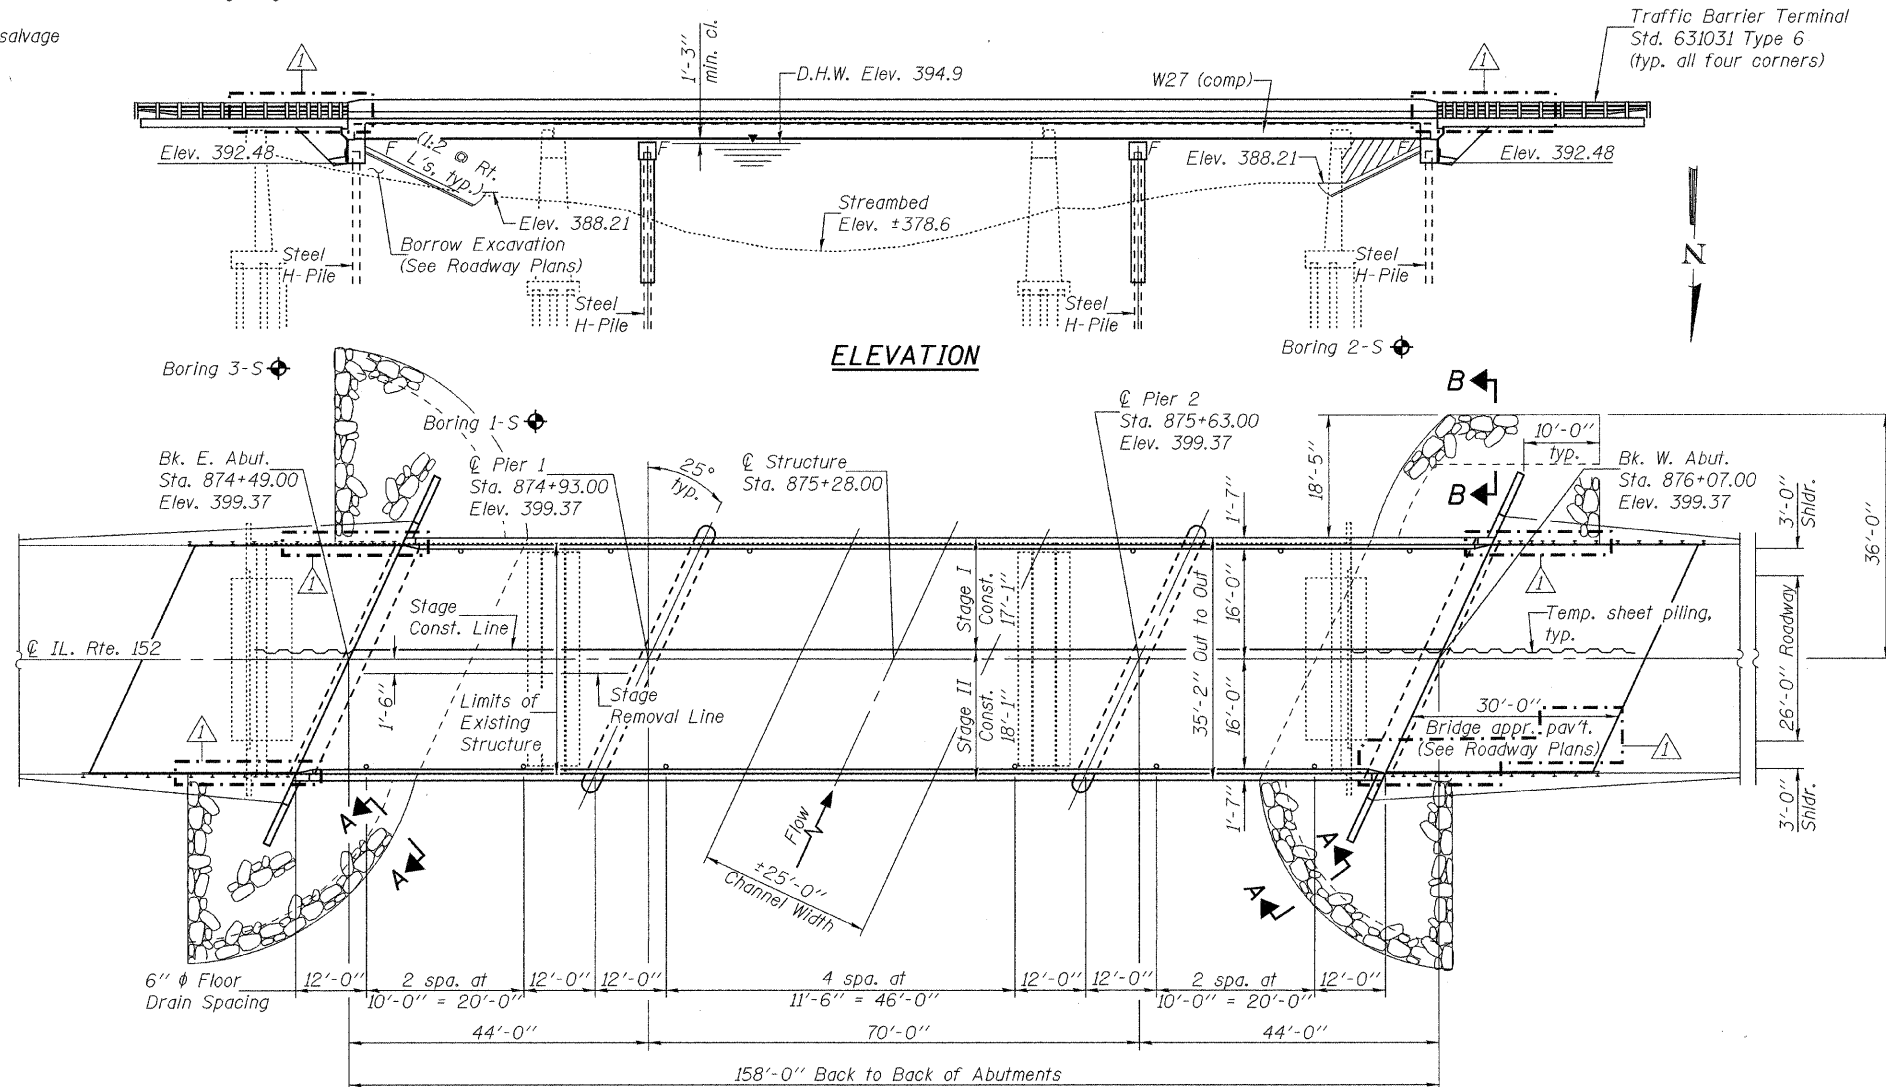 salvage
1'-3"
min. cl.
D.H.W. Elev. 394.9
W27 (comp)
Traffic Barrier Terminal
Std. 631031 Type 6
(typ. all four corners)
1
1
Elev. 392.48
F
(1:2 @ Rt.
L's, typ.)
F
F
Elev. 388.21
F
Elev. 392.48
Elev. 388.21
Streambed
Elev. ±378.6
Borrow Excavation
(See Roadway Plans)
Steel
H-Pile
Steel
H-Pile
Steel
H-Pile
Steel
H-Pile
N
ELEVATION
Boring 3-S
Boring 2-S
Boring 1-S
B
B
℄ Pier 2
Sta. 875+63.00
Elev. 399.37
10'-0"
typ.
18'-5"
Bk. E. Abut.
Sta. 874+49.00
Elev. 399.37
℄ Pier 1
Sta. 874+93.00
Elev. 399.37
25°
typ.
℄ Structure
Sta. 875+28.00
Bk. W. Abut.
Sta. 876+07.00
Elev. 399.37
1'-7"
3'-0"
Shldr.
36'-0"
1
1
Stage
Const. Line
Stage I
Const.
17'-1"
16'-0"
35'-2" Out to Out
Temp. sheet piling,
typ.
℄ IL. Rte. 152
26'-0" Roadway
1'-6"
Limits of
Existing
Structure
Stage
Removal Line
Stage II
Const.
18'-1"
16'-0"
30'-0"
Bridge appr. pav't.
(See Roadway Plans)
1
1
1'-7"
3'-0"
Shldr.
A
A
Flow
±25'-0"
Channel Width
A
A
6" φ Floor
Drain Spacing
12'-0"
2 spa. at
10'-0" = 20'-0"
12'-0"
12'-0"
4 spa. at
11'-6" = 46'-0"
12'-0"
12'-0"
2 spa. at
10'-0" = 20'-0"
12'-0"
44'-0"
70'-0"
44'-0"
158'-0" Back to Back of Abutments